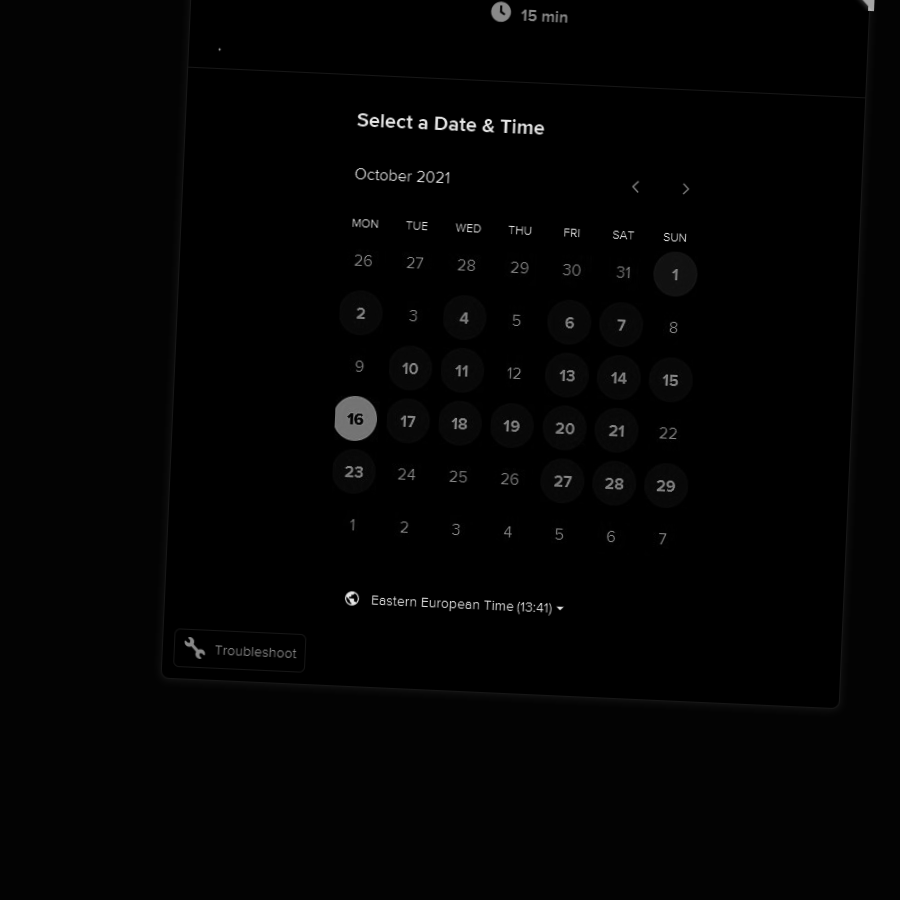 15 min
.
Select a Date & Time
October 2021
MON TUE WED THU FRI SAT SUN
26 27 28 29 30 31 1
2 3 4 5 6 7 8
9 10 11 12 13 14 15
16 17 18 19 20 21 22
23 24 25 26 27 28 29
1 2 3 4 5 6 7
Eastern European Time (13:41)
Troubleshoot